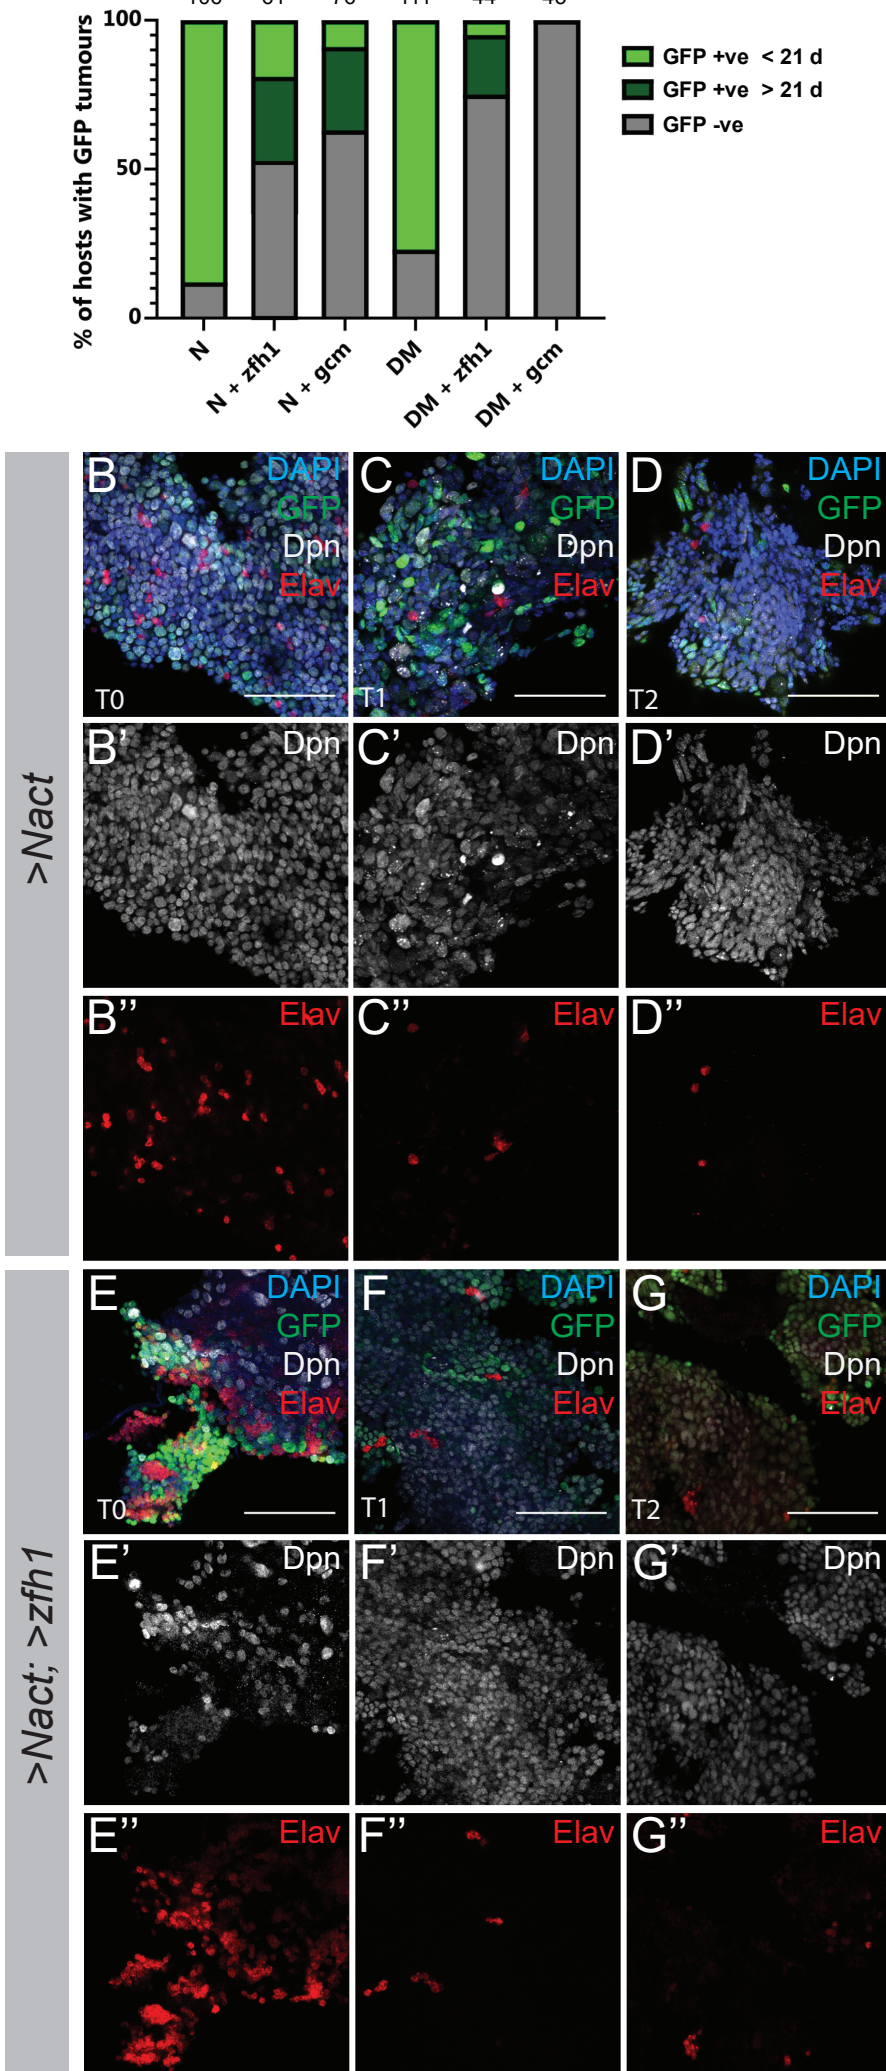 100
50
0
% of hosts with GFP tumours
N
N + zfh1
N + gcm
DM
DM + zfh1
DM + gcm
GFP +ve < 21 d
GFP +ve > 21 d
GFP -ve
>Nact
B
DAPI
GFP
Dpn
Elav
T0
C
DAPI
GFP
Dpn
Elav
T1
D
DAPI
GFP
Dpn
Elav
T2
B' Dpn
C' Dpn
D' Dpn
B'' Elav
C'' Elav
D'' Elav
>Nact; >zfh1
E
DAPI
GFP
Dpn
Elav
T0
F
DAPI
GFP
Dpn
Elav
T1
G
DAPI
GFP
Dpn
Elav
T2
E' Dpn
F' Dpn
G' Dpn
E'' Elav
F'' Elav
G'' Elav